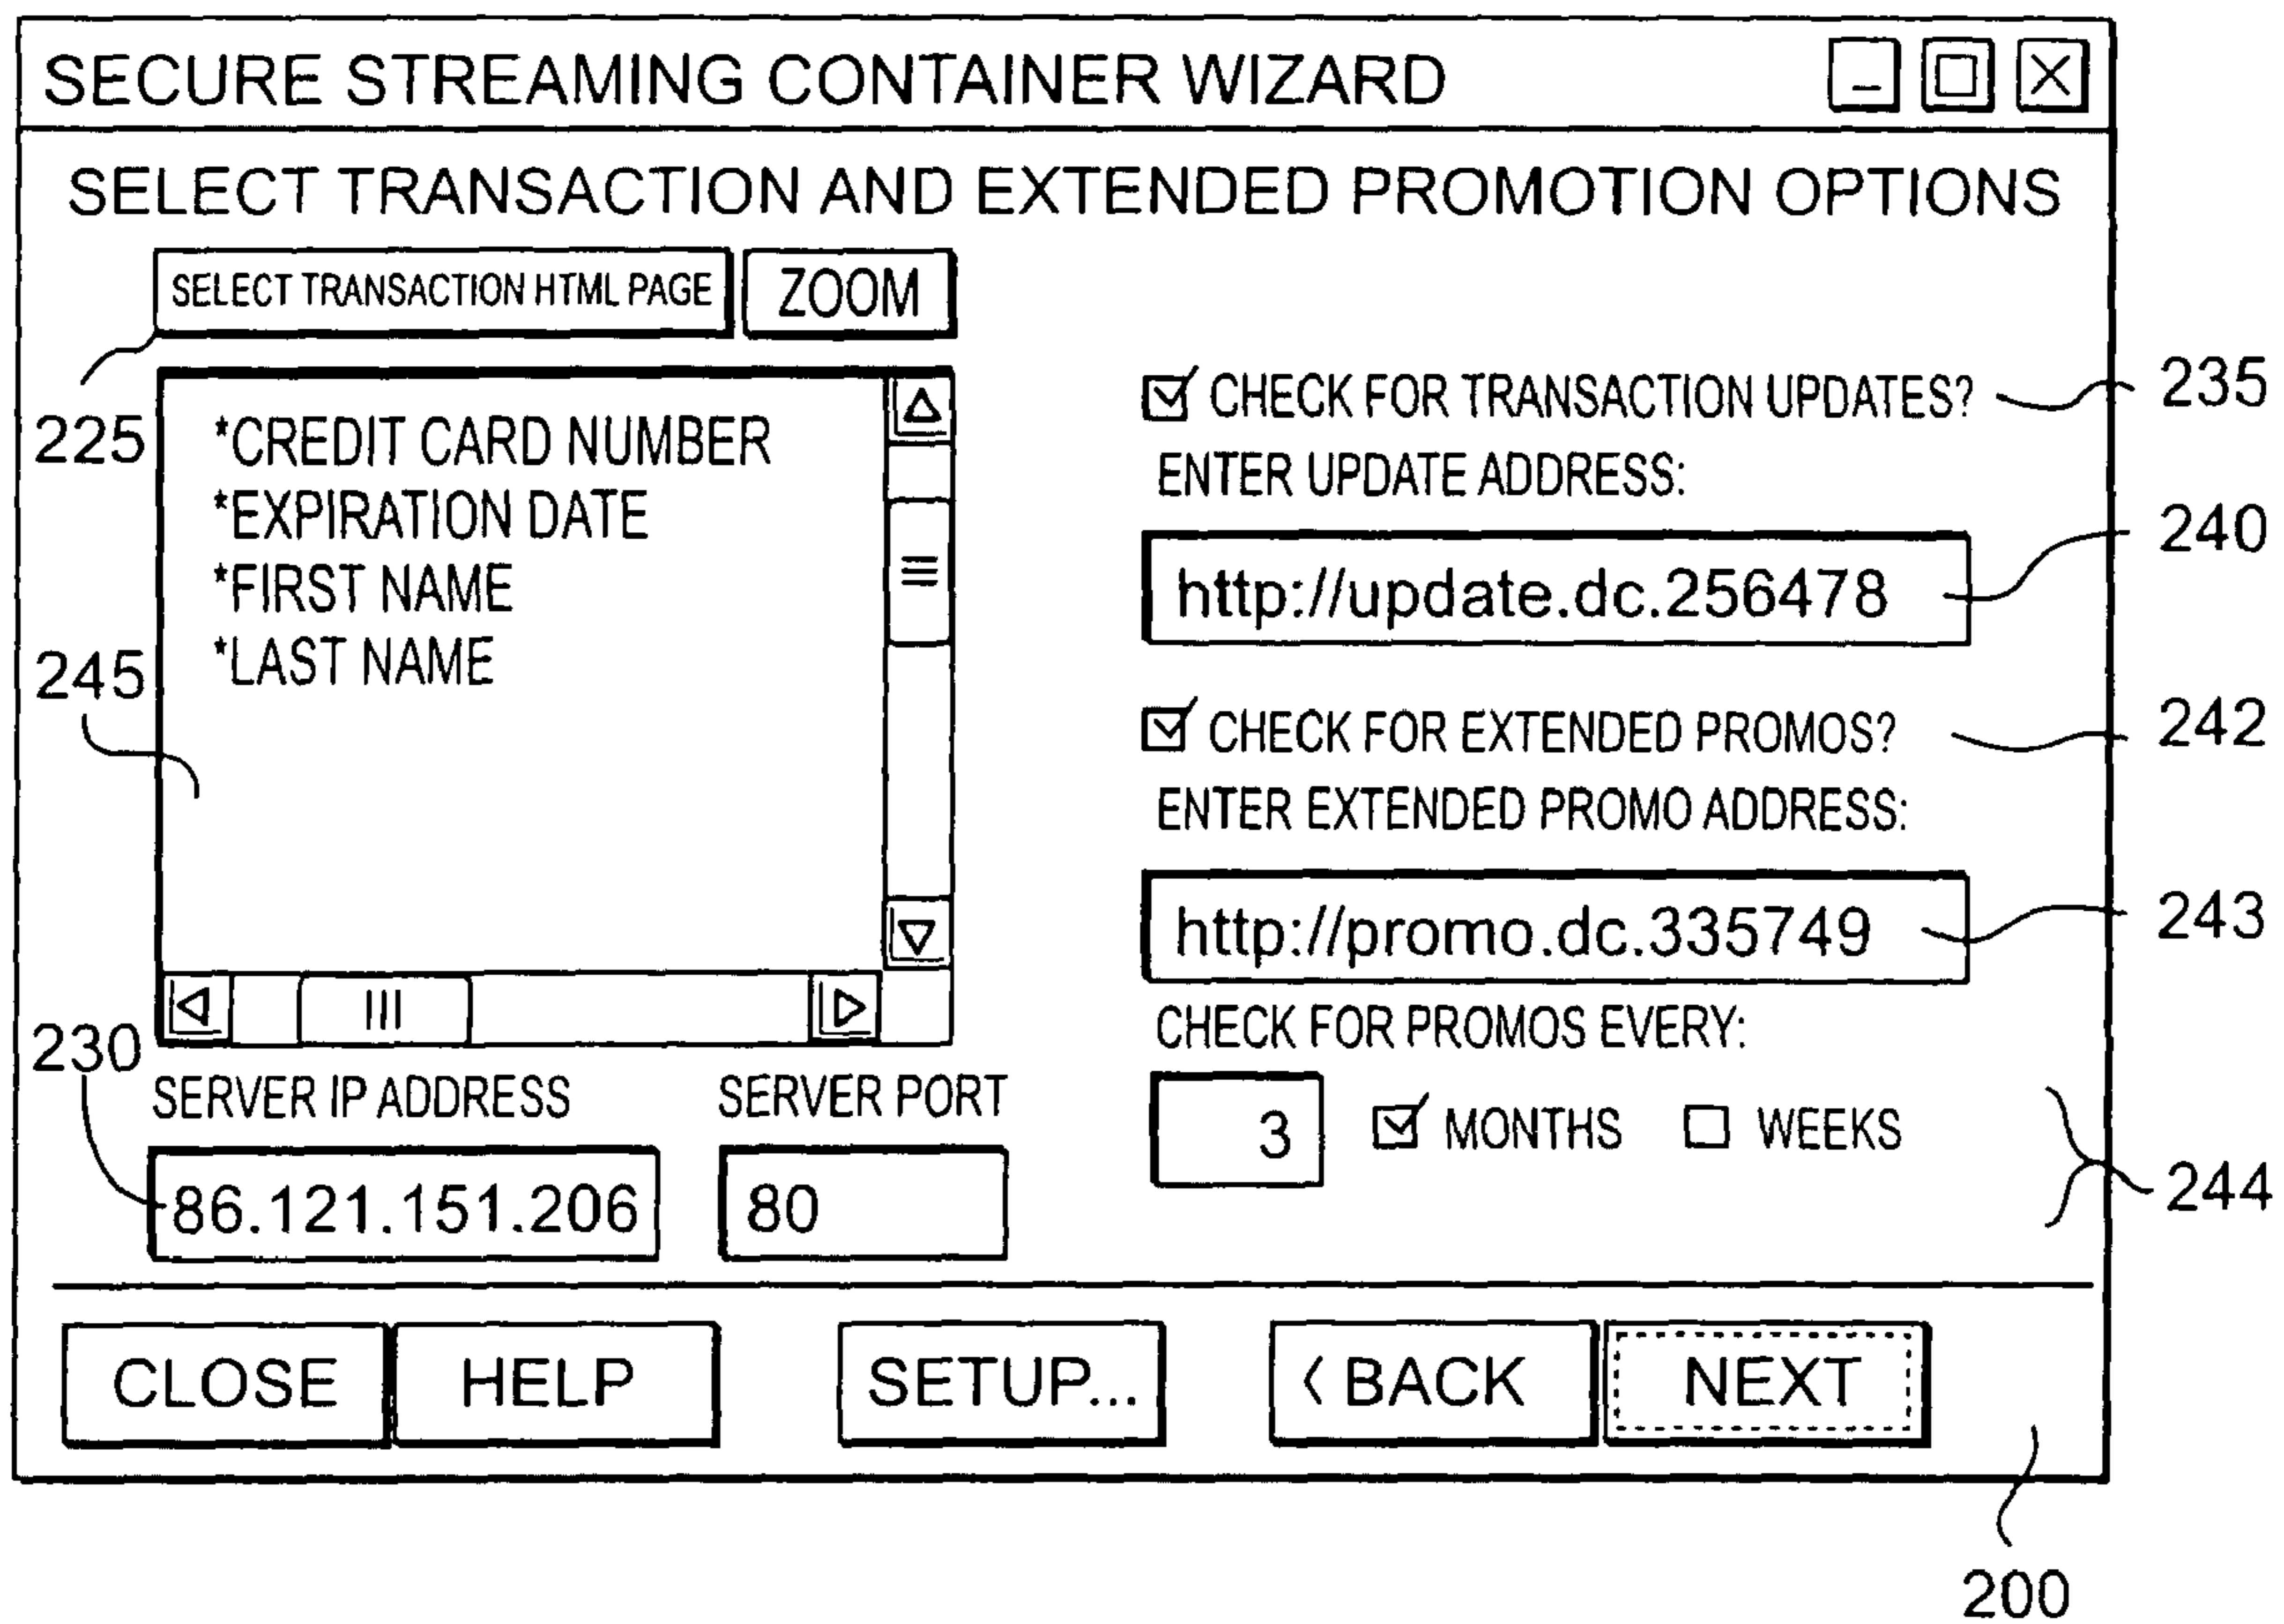 SECURE STREAMING CONTAINER WIZARD
SELECT TRANSACTION AND EXTENDED PROMOTION OPTIONS
SELECT TRANSACTION HTML PAGE
ZOOM
225
*CREDIT CARD NUMBER
*EXPIRATION DATE
*FIRST NAME
*LAST NAME
245
230
SERVER IP ADDRESS
86.121.151.206
SERVER PORT
80
CHECK FOR TRANSACTION UPDATES?
235
ENTER UPDATE ADDRESS:
240
http://update.dc.256478
CHECK FOR EXTENDED PROMOS?
242
ENTER EXTENDED PROMO ADDRESS:
http://promo.dc.335749
243
CHECK FOR PROMOS EVERY:
3
MONTHS
WEEKS
244
CLOSE
HELP
SETUP...
< BACK
NEXT
200